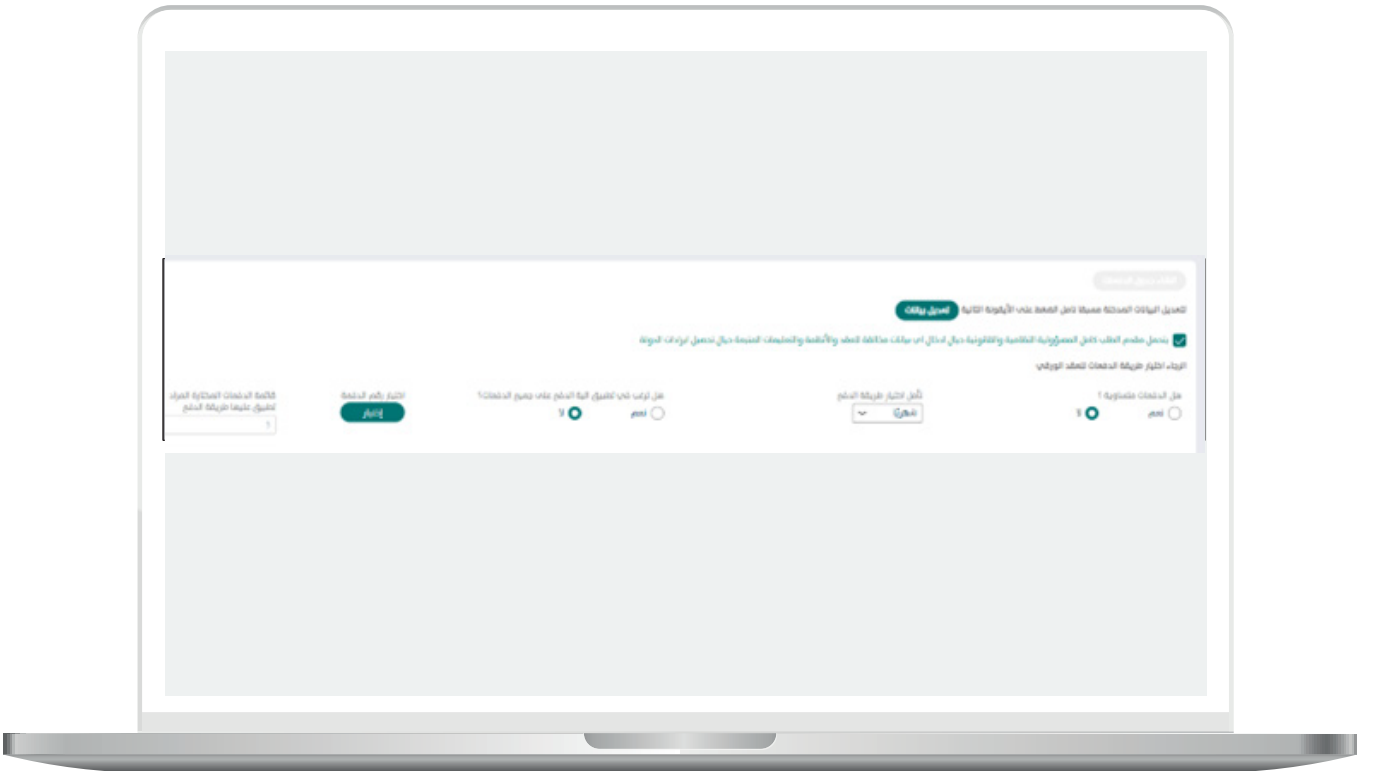 لتعديل البيانات المدخلة مسبقا نامل الضغط على الأيقونة التالية تعديل بيانات
يتحمل مقدم الطلب كامل المسؤولية النظامية والقانونية حيال ادخال اي بيانات مخالفة للعقد والأنظمة والتعليمات المتبعة حيال تحصيل ايرادات الدولة
الرجاء اختيار طريقة الدفعات للعقد الورقي
هل الدفعات متساوية ؟
نعم
لا
نأمل اختيار طريقة الدفع
شهريًا
هل ترغب في تطبيق الية الدفع على جميع الدفعات؟
نعم
لا
اختيار رقم الدفعة
إختيار
قائمة الدفعات المختارة المراد
تطبيق عليها طريقة الدفع